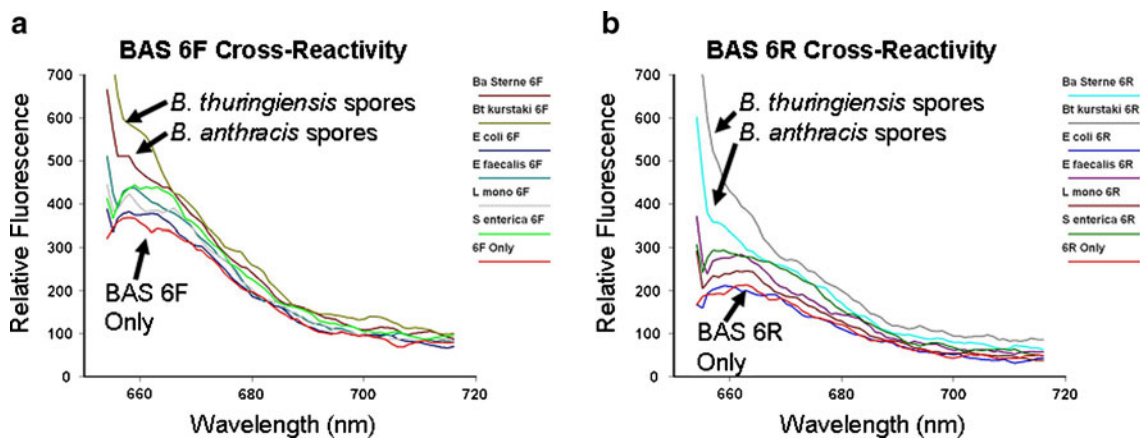 a
BAS 6F Cross-Reactivity
Relative Fluorescence
700
600
500
400
300
200
100
0
B. thuringiensis spores
B. anthracis spores
BAS 6F
Only
660
680
700
720
Wavelength (nm)
Ba Sterne 6F
Bt kurstaki 6F
E coli 6F
E faecalis 6F
L mono 6F
S enterica 6F
6F Only
b
BAS 6R Cross-Reactivity
Relative Fluorescence
700
600
500
400
300
200
100
0
B. thuringiensis spores
B. anthracis spores
BAS 6R
Only
660
680
700
720
Wavelength (nm)
Ba Sterne 6R
Bt kurstaki 6R
E coli 6R
E faecalis 6R
L mono 6R
S enterica 6R
6R Only